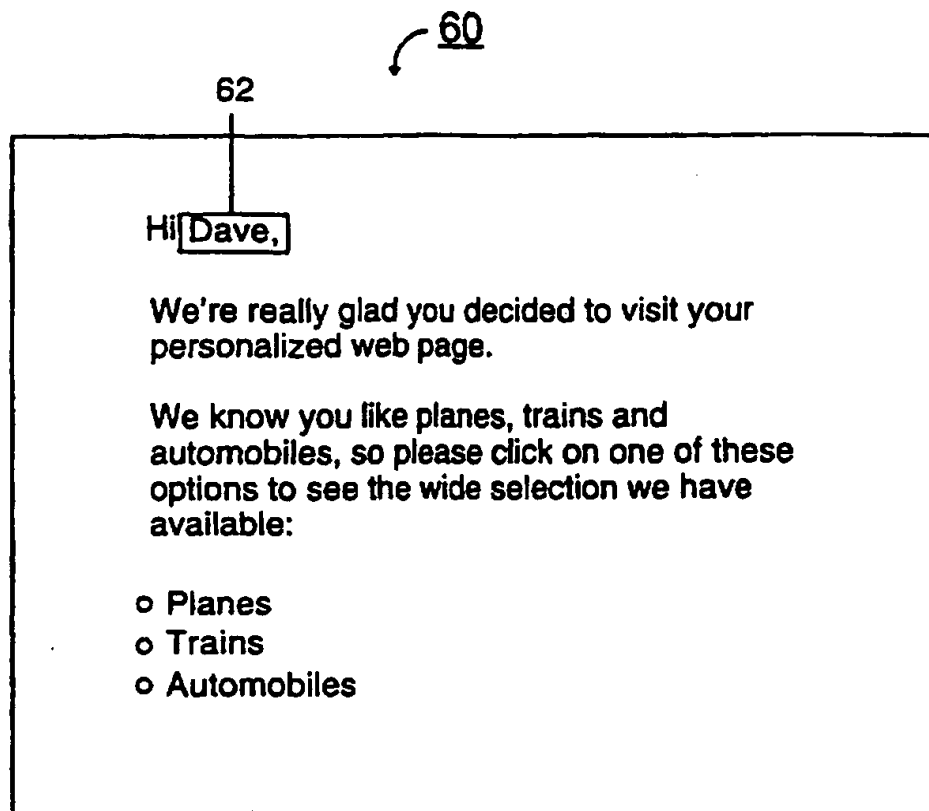 60
62
Hi Dave,
We're really glad you decided to visit your
personalized web page.
We know you like planes, trains and
automobiles, so please click on one of these
options to see the wide selection we have
available:
o Planes
o Trains
o Automobiles